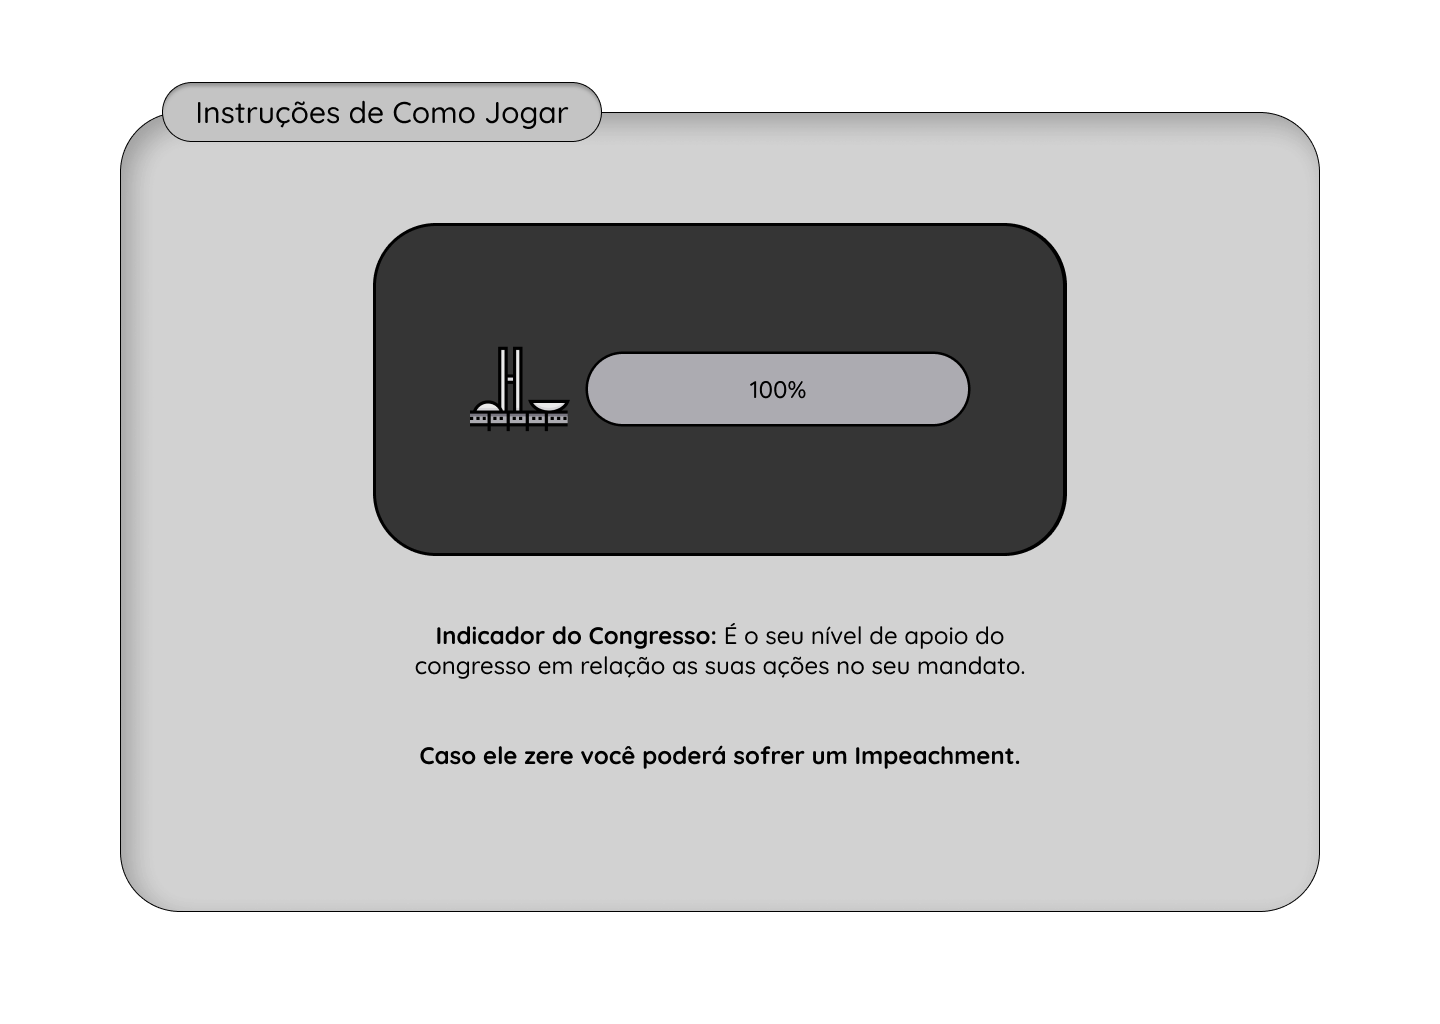 Instruções de Como Jogar
100%
Indicador do Congresso: É o seu nível de apoio do
congresso em relação as suas ações no seu mandato.
Caso ele zere você poderá sofrer um Impeachment.